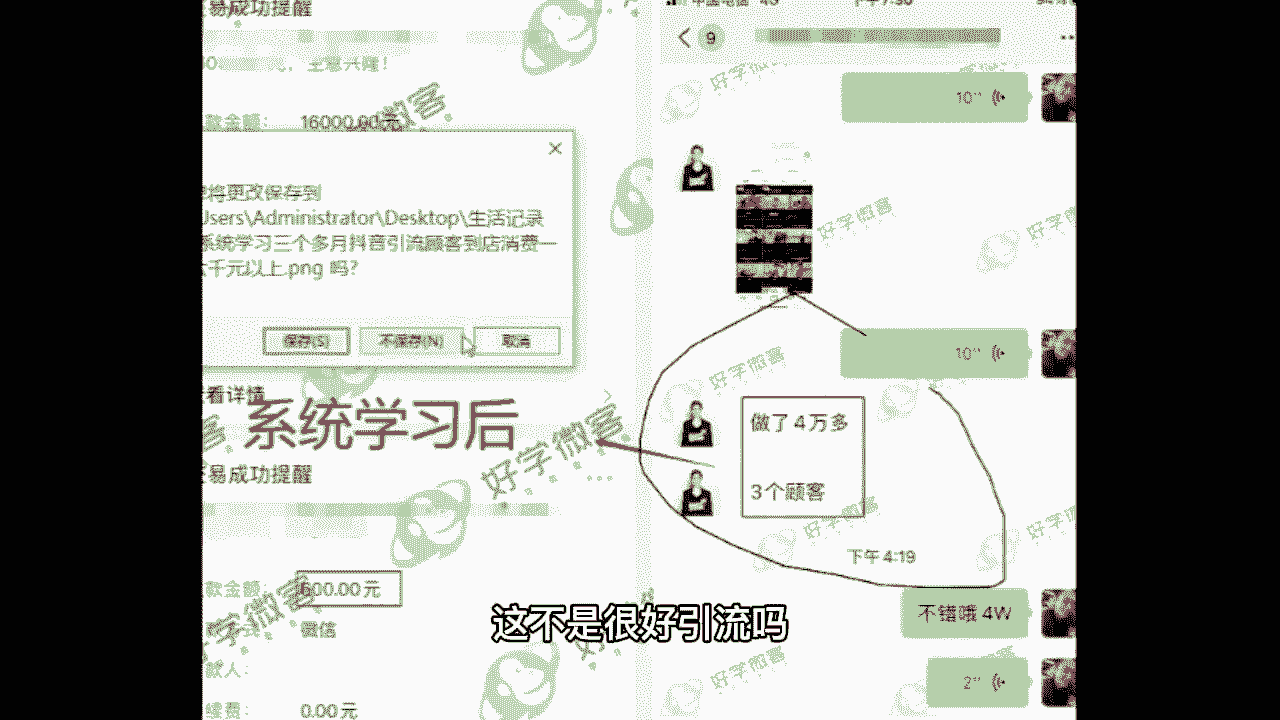 易成功提醒
9
款金额： 16000.00元
10"
将更改保存到
Users\Administrator\Desktop\生活记录
系统学习三个多月抖音引流顾客到店消费一
千元以上.png 吗?
保存(S)
不保存(N)
取消
10"
看详情
系统学习后
做了4万多
3个顾客
易成功提醒
下午 4:19
款金额： 600.00元
不错哦 4W
这不是很好引流吗
微信
款人：
2"
续费： 0.00元
好学微客